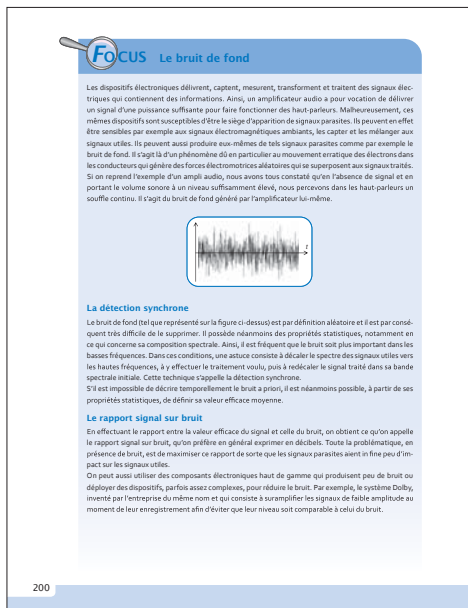 FOCUS Le bruit de fond
Les dispositifs électroniques délivrent, captent, mesurent, transforment et traitent des signaux élec-
triques qui contiennent des informations. Ainsi, un amplificateur audio a pour vocation de délivrer
un signal d'une puissance suffisante pour faire fonctionner des haut-parleurs. Malheureusement, ces
mêmes dispositifs sont susceptibles d'être le siège d'apparition de signaux parasites. Ils peuvent en effet
être sensibles par exemple aux signaux électromagnétiques ambiants, les capter et les mélanger aux
signaux utiles. Ils peuvent aussi produire eux-mêmes de tels signaux parasites comme par exemple le
bruit de fond. Il s'agit là d'un phénomène dû en particulier au mouvement erratique des électrons dans
les conducteurs qui génère des forces électromotrices aléatoires qui se superposent aux signaux traités.
Si on reprend l'exemple d'un ampli audio, nous avons tous constaté qu'en l'absence de signal et en
portant le volume sonore à un niveau suffisamment élevé, nous percevons dans les haut-parleurs un
souffle continu. Il s'agit du bruit de fond généré par l'amplificateur lui-même.
t
La détection synchrone
Le bruit de fond (tel que représenté sur la figure ci-dessus) est par définition aléatoire et il est par consé-
quent très difficile de le supprimer. Il possède néanmoins des propriétés statistiques, notamment en
ce qui concerne sa composition spectrale. Ainsi, il est fréquent que le bruit soit plus important dans les
basses fréquences. Dans ces conditions, une astuce consiste à décaler le spectre des signaux utiles vers
les hautes fréquences, à y effectuer le traitement voulu, puis à redécaler le signal traité dans sa bande
spectrale initiale. Cette technique s'appelle la détection synchrone.
S'il est impossible de décrire temporellement le bruit a priori, il est néanmoins possible, à partir de ses
propriétés statistiques, de définir sa valeur efficace moyenne.
Le rapport signal sur bruit
En effectuant le rapport entre la valeur efficace du signal et celle du bruit, on obtient ce qu'on appelle
le rapport signal sur bruit, qu'on préfère en général exprimer en décibels. Toute la problématique, en
présence de bruit, est de maximiser ce rapport de sorte que les signaux parasites aient in fine peu d'im-
pact sur les signaux utiles.
On peut aussi utiliser des composants électroniques haut de gamme qui produisent peu de bruit ou
déployer des dispositifs, parfois assez complexes, pour réduire le bruit. Par exemple, le système Dolby,
inventé par l'entreprise du même nom et qui consiste à suramplifier les signaux de faible amplitude au
moment de leur enregistrement afin d'éviter que leur niveau soit comparable à celui du bruit.
200